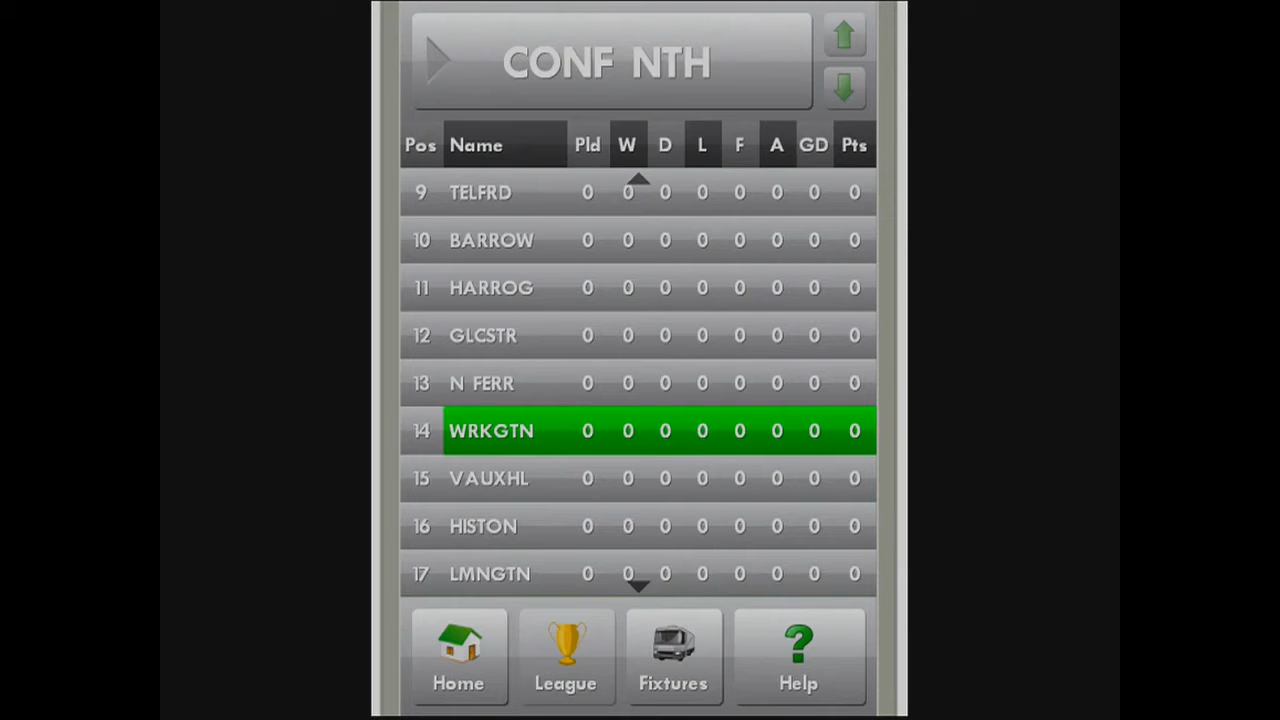 CONF NTH
Pos Name Pld W D L F A GD Pts
9 TELFRD 0 0 0 0 0 0 0 0
10 BARROW 0 0 0 0 0 0 0 0
11 HARROG 0 0 0 0 0 0 0 0
12 GLCSTR 0 0 0 0 0 0 0 0
13 N FERR 0 0 0 0 0 0 0 0
14 WRKGTN 0 0 0 0 0 0 0 0
15 VAUXHL 0 0 0 0 0 0 0 0
16 HISTON 0 0 0 0 0 0 0 0
17 LMNGTN 0 0 0 0 0 0 0 0
Home League Fixtures Help